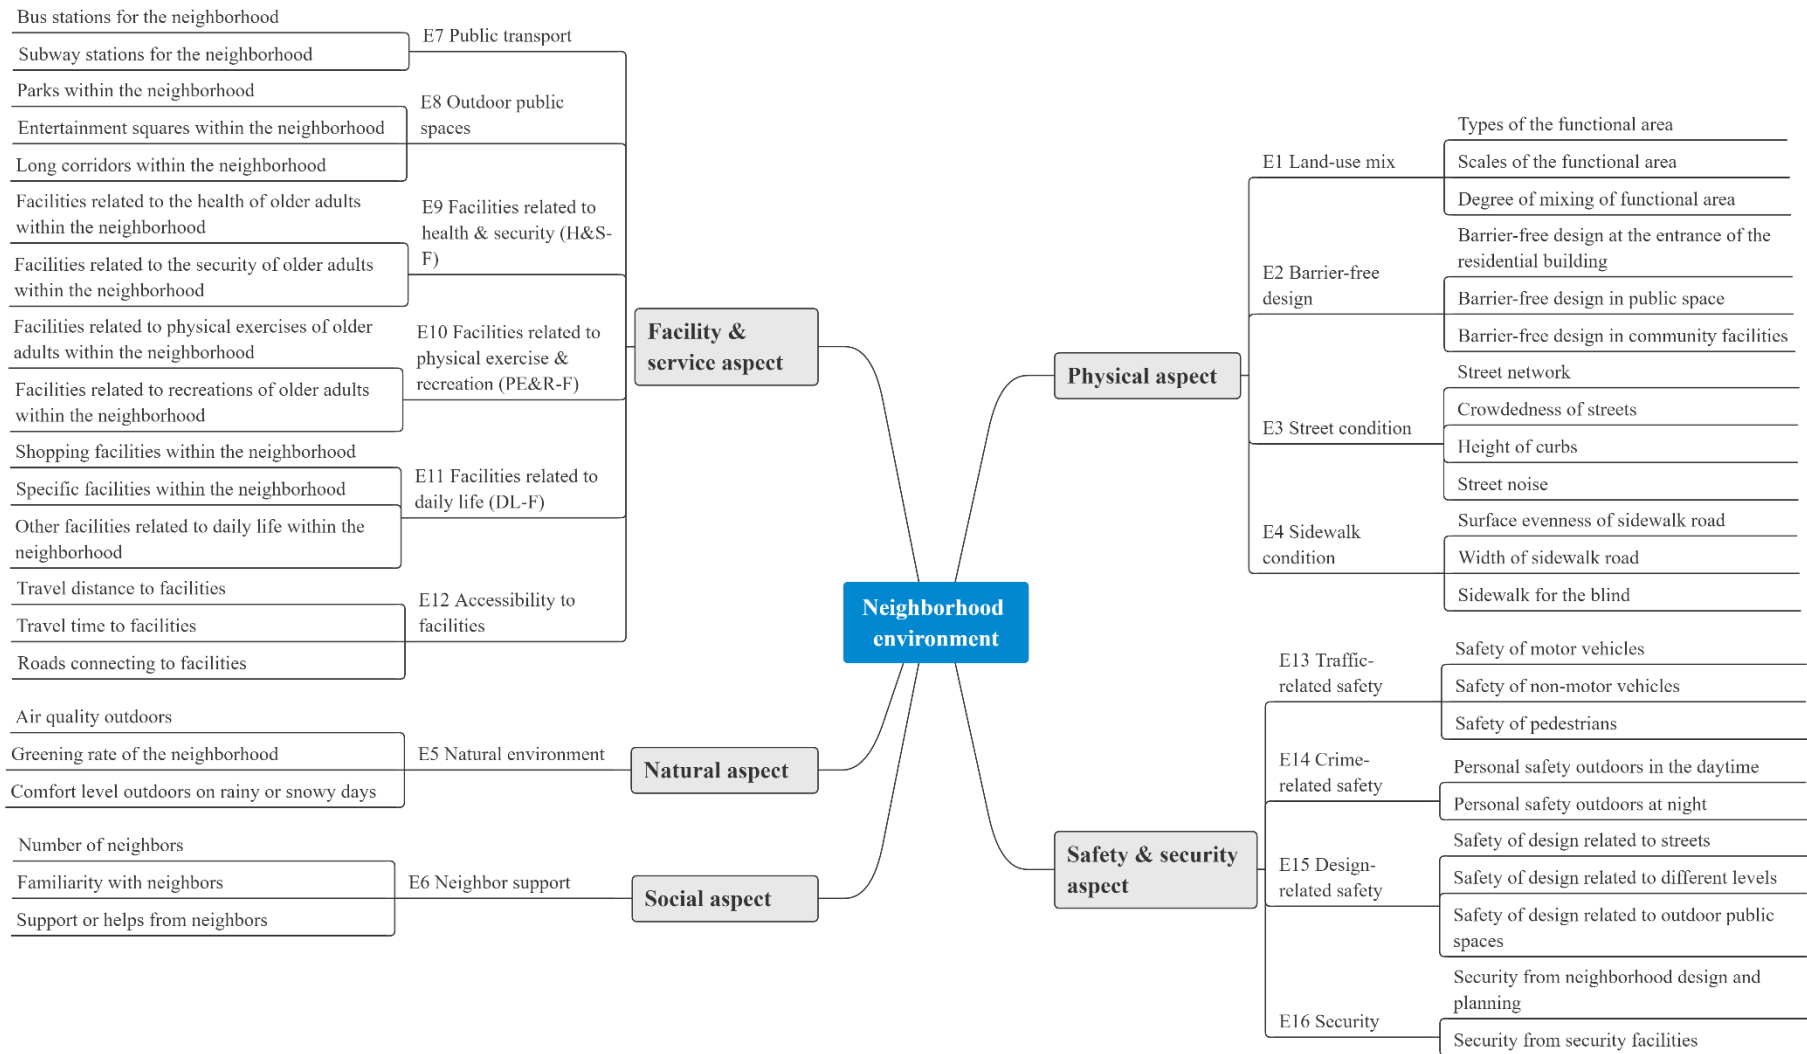 Bus stations for the neighborhood
Subway stations for the neighborhood
E7 Public transport
Parks within the neighborhood
Entertainment squares within the neighborhood
Long corridors within the neighborhood
E8 Outdoor public
spaces
Facilities related to the health of older adults
within the neighborhood
Facilities related to the security of older adults
within the neighborhood
E9 Facilities related to
health & security (H&S-
F)
Facilities related to physical exercises of older
adults within the neighborhood
Facilities related to recreations of older adults
within the neighborhood
E10 Facilities related to
physical exercise &
recreation (PE&R-F)
Shopping facilities within the neighborhood
Specific facilities within the neighborhood
Other facilities related to daily life within the
neighborhood
E11 Facilities related to
daily life (DL-F)
Travel distance to facilities
Travel time to facilities
Roads connecting to facilities
E12 Accessibility to
facilities
Facility &
service aspect
Air quality outdoors
Greening rate of the neighborhood
Comfort level outdoors on rainy or snowy days
E5 Natural environment
Natural aspect
Number of neighbors
Familiarity with neighbors
Support or helps from neighbors
E6 Neighbor support
Social aspect
Neighborhood
environment
Physical aspect
E1 Land-use mix
Types of the functional area
Scales of the functional area
Degree of mixing of functional area
E2 Barrier-free
design
Barrier-free design at the entrance of the
residential building
Barrier-free design in public space
Barrier-free design in community facilities
E3 Street condition
Street network
Crowdedness of streets
Height of curbs
Street noise
E4 Sidewalk
condition
Surface evenness of sidewalk road
Width of sidewalk road
Sidewalk for the blind
Safety & security
aspect
E13 Traffic-
related safety
Safety of motor vehicles
Safety of non-motor vehicles
Safety of pedestrians
E14 Crime-
related safety
Personal safety outdoors in the daytime
Personal safety outdoors at night
E15 Design-
related safety
Safety of design related to streets
Safety of design related to different levels
Safety of design related to outdoor public
spaces
E16 Security
Security from neighborhood design and
planning
Security from security facilities